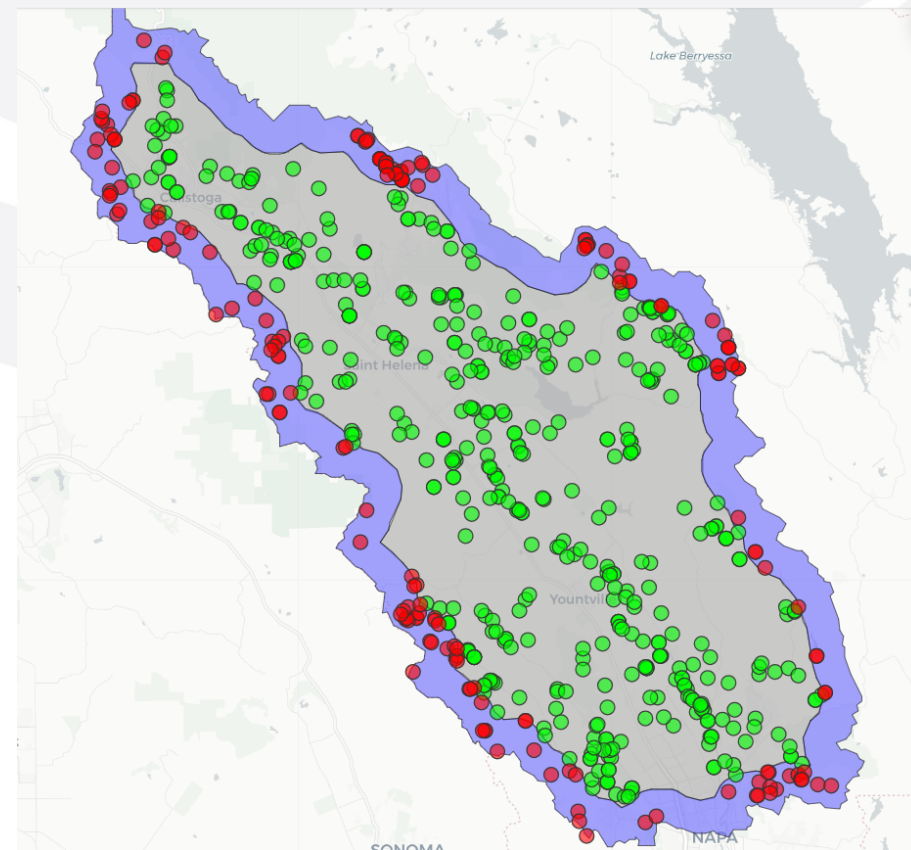 Lake Berryessa
Calistoga
Saint Helena
Yountville
NAPA
SONOMA